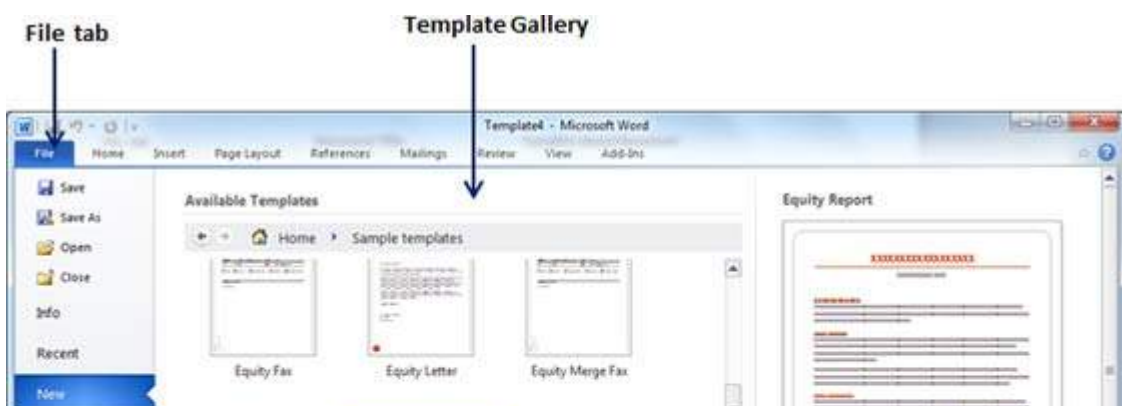 File tab
Template Gallery
Template4 - Microsoft Word
File Home Insert Page Layout References Mailings Review View Add-Ins
Save
Save As
Open
Close
Info
Recent
New
Available Templates
Home Sample templates
Equity Fax Equity Letter Equity Merge Fax
Equity Report
XXXXXXXXXXXXXXXX